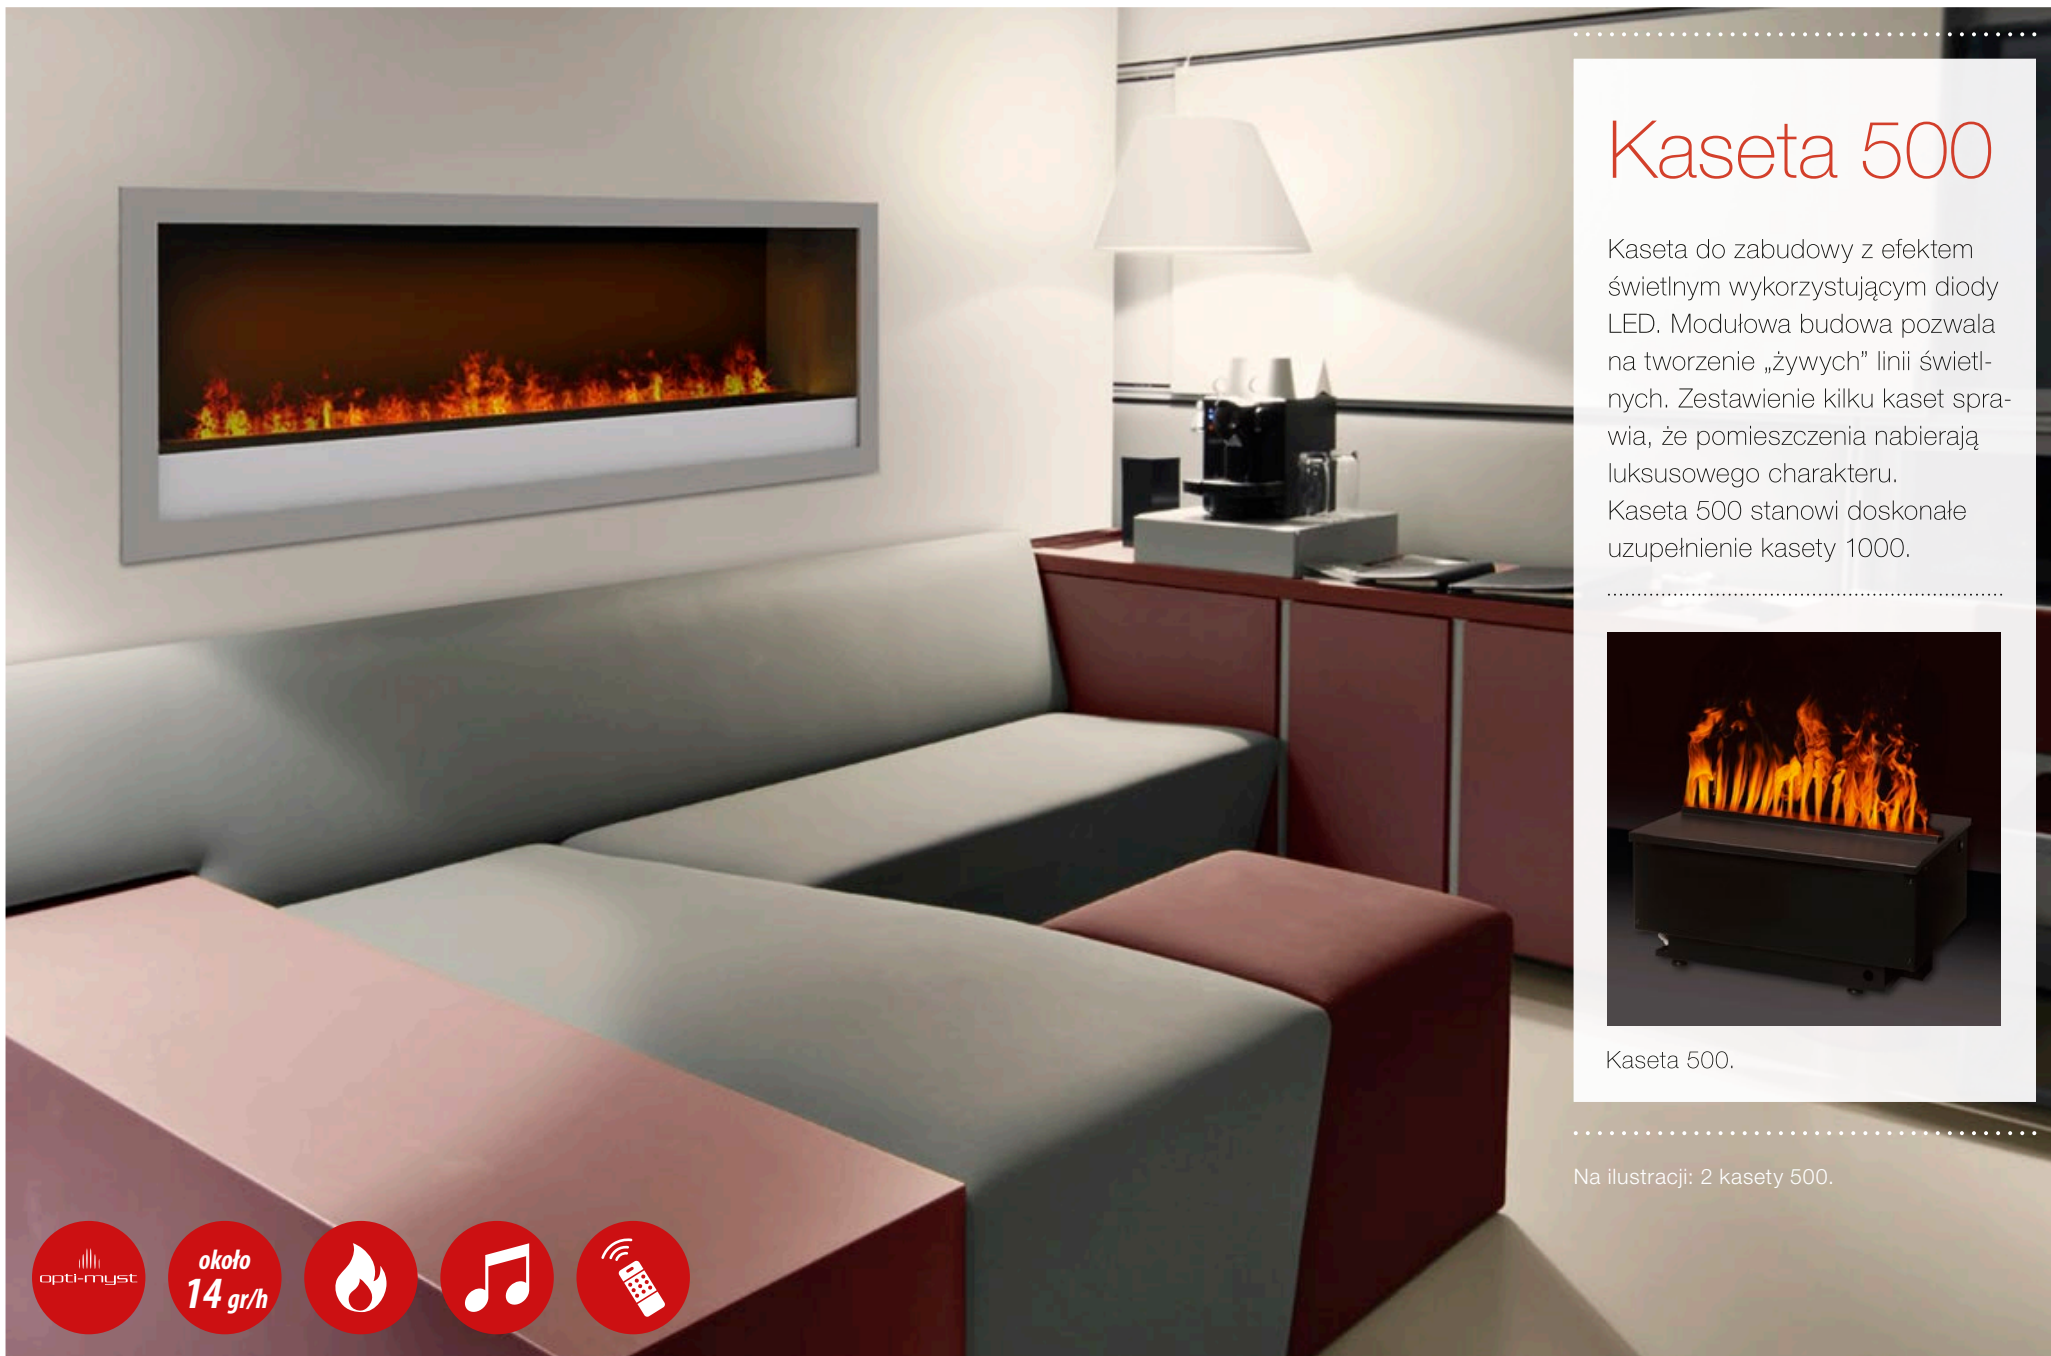 Kaseta 500
Kaseta do zabudowy z efektem
świetlnym wykorzystującym diody
LED. Modułowa budowa pozwala
na tworzenie „żywych” linii świetl-
nych. Zestawienie kilku kaset spra-
wia, że pomieszczenia nabierają
luksusowego charakteru.
Kaseta 500 stanowi doskonałe
uzupełnienie kasety 1000.
Kaseta 500.
Na ilustracji: 2 kasety 500.
opti-myst
około
14 gr/h